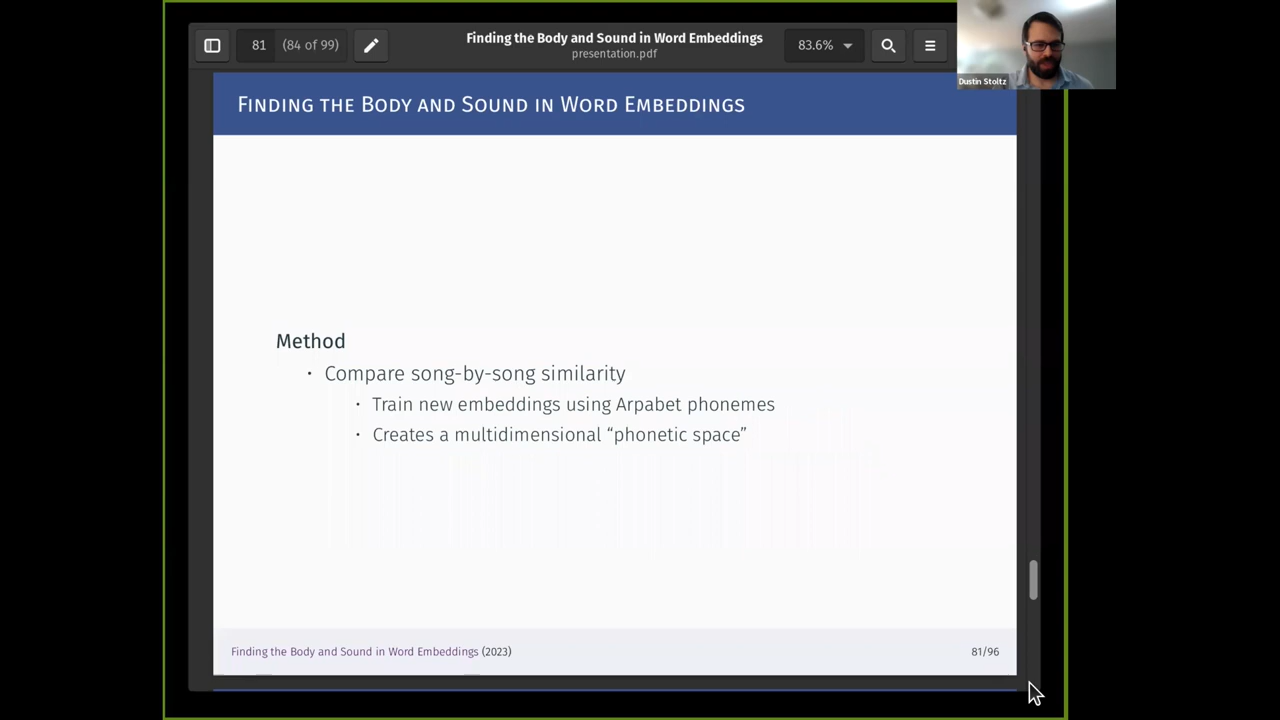 81 (84 of 99)
Finding the Body and Sound in Word Embeddings
presentation.pdf
83.6%
Dustin Stoltz
Finding the Body and Sound in Word Embeddings
Method
· Compare song-by-song similarity
· Train new embeddings using Arpabet phonemes
· Creates a multidimensional “phonetic space”
Finding the Body and Sound in Word Embeddings (2023)
81/96